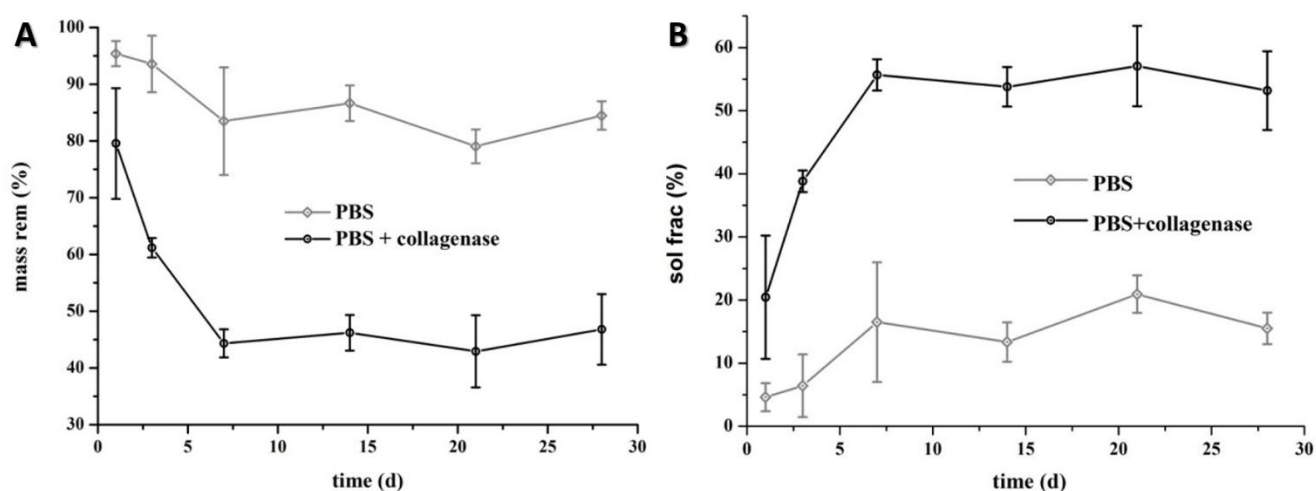 A
mass rem (%)
100
90
80
70
60
50
40
30
PBS
PBS + collagenase
0 5 10 15 20 25 30
time (d)
B
sol frac (%)
60
50
40
30
20
10
0
PBS
PBS+collagenase
0 5 10 15 20 25 30
time (d)